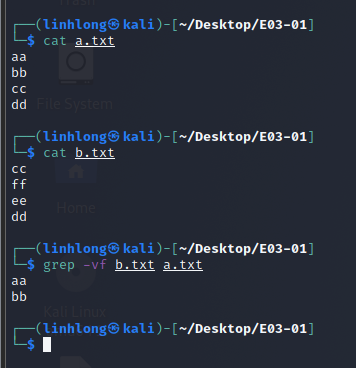 Trash
┌──(linhlong㉿kali)-[~/Desktop/E03-01]
└─$ cat a.txt
aa
bb
cc
dd
File System
┌──(linhlong㉿kali)-[~/Desktop/E03-01]
└─$ cat b.txt
cc
ff
ee
dd
Home
┌──(linhlong㉿kali)-[~/Desktop/E03-01]
└─$ grep -vf b.txt a.txt
aa
bb
Kali Linux
┌──(linhlong㉿kali)-[~/Desktop/E03-01]
└─$